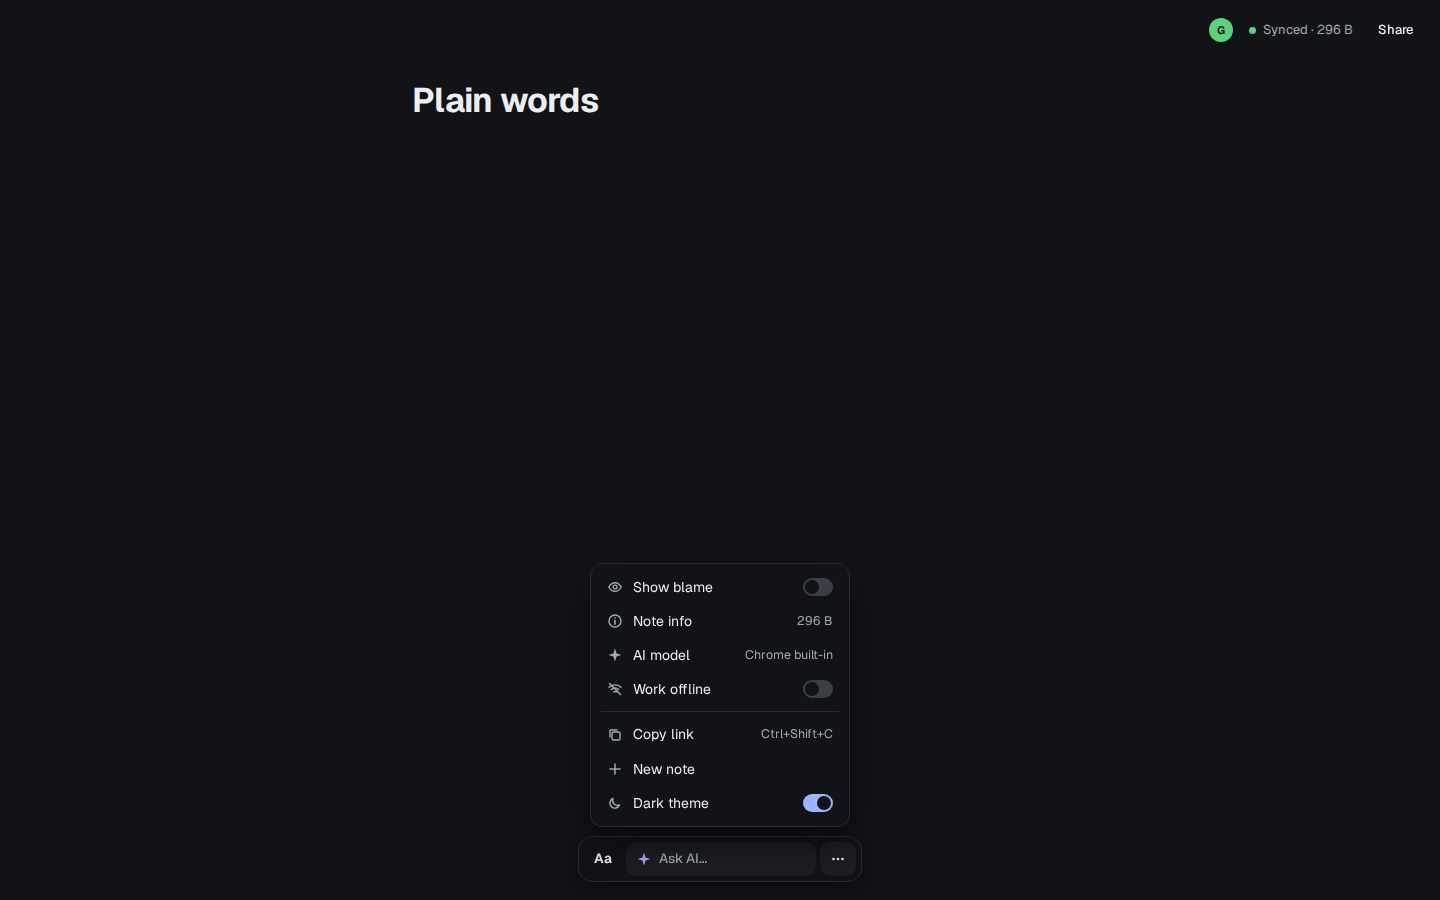 G
Synced · 296 B
Share
Plain words
Show blame
Note info 296 B
AI model Chrome built-in
Work offline
Copy link Ctrl+Shift+C
New note
Dark theme
Aa Ask AI...